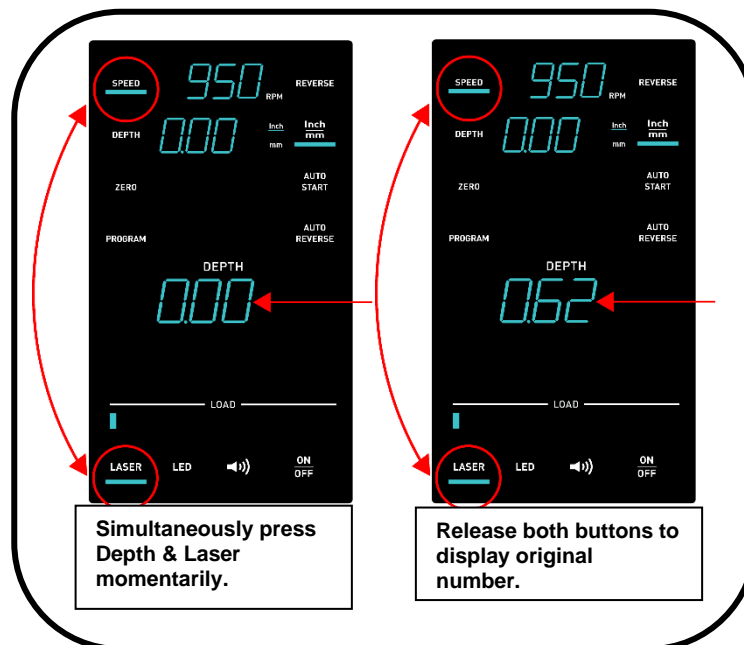 SPEED 950 RPM REVERSE
DEPTH 0.00 Inch mm Inch mm
ZERO AUTO START
PROGRAM AUTO REVERSE
DEPTH
0.00
LOAD
LASER LED ON OFF
Simultaneously press
Depth & Laser
momentarily.
SPEED 950 RPM REVERSE
DEPTH 0.00 Inch mm Inch mm
ZERO AUTO START
PROGRAM AUTO REVERSE
DEPTH
0.62
LOAD
LASER LED ON OFF
Release both buttons to
display original
number.